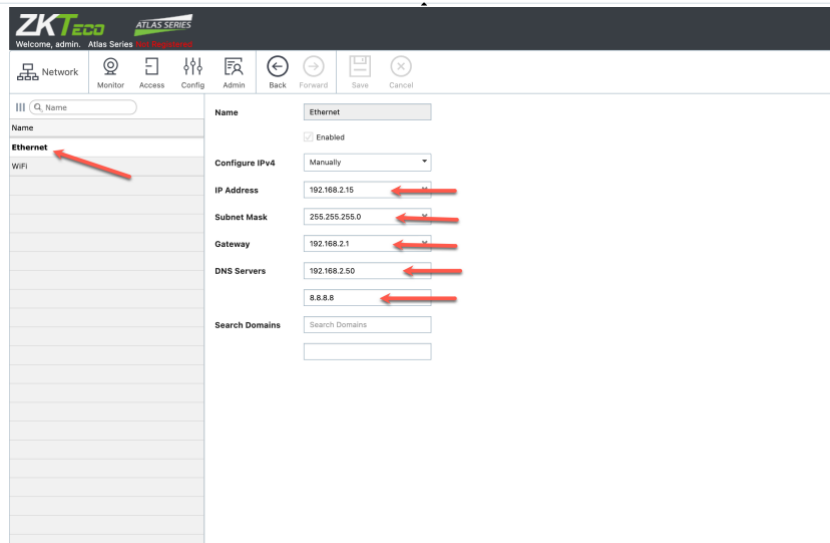 ZKTECO ATLAS SERIES
Welcome, admin. Atlas Series Not Registered
Network Monitor Access Config Admin Back Forward Save Cancel
Name
Name
Ethernet
WiFi
Name Ethernet
Enabled
Configure IPv4 Manually
IP Address 192.168.2.15
Subnet Mask 255.255.255.0
Gateway 192.168.2.1
DNS Servers 192.168.2.50
8.8.8.8
Search Domains Search Domains